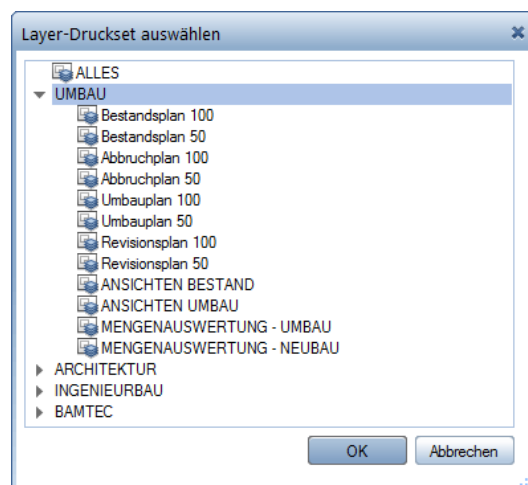 Layer-Druckset auswählen
ALLES
UMBAU
Bestandsplan 100
Bestandsplan 50
Abbruchplan 100
Abbruchplan 50
Umbauplan 100
Umbauplan 50
Revisionsplan 100
Revisionsplan 50
ANSICHTEN BESTAND
ANSICHTEN UMBAU
MENGENAUSWERTUNG - UMBAU
MENGENAUSWERTUNG - NEUBAU
ARCHITEKTUR
INGENIEURBAU
BAMTEC
OK Abbrechen